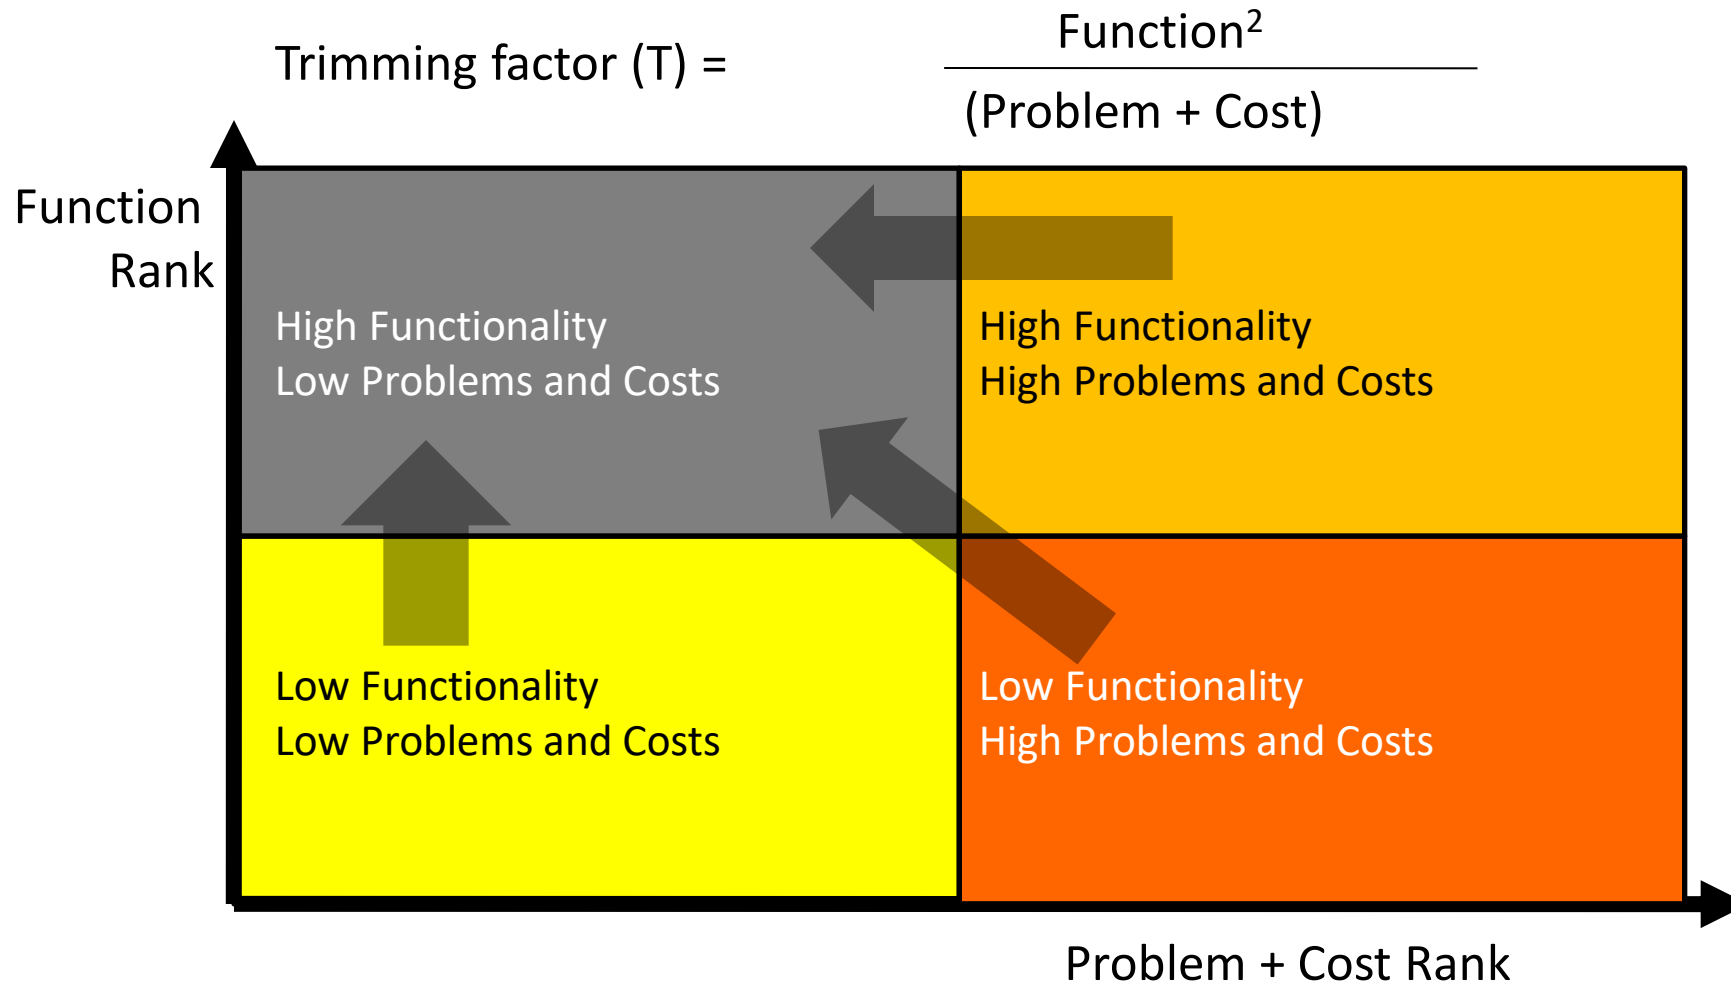 Trimming factor (T) =
Function²
(Problem + Cost)
Function
Rank
High Functionality
Low Problems and Costs
High Functionality
High Problems and Costs
Low Functionality
Low Problems and Costs
Low Functionality
High Problems and Costs
Problem + Cost Rank